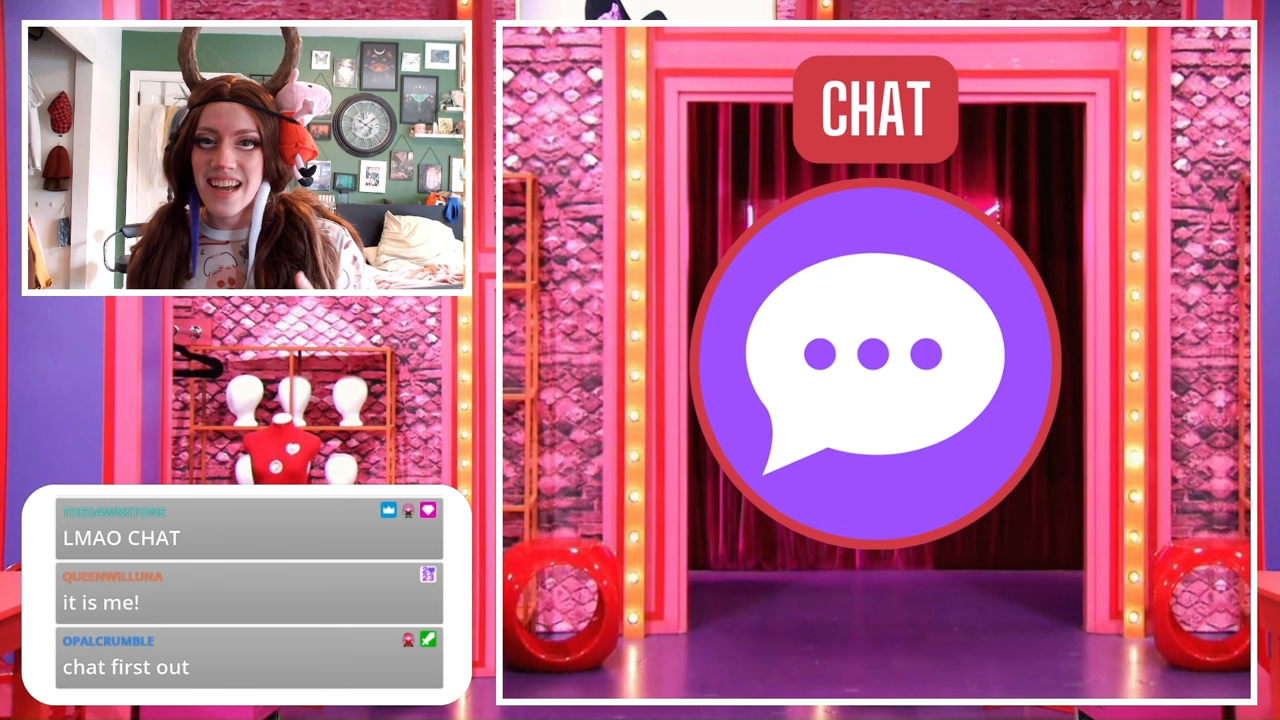 CHAT
THEDAWNSTONE
LMAO CHAT
QUEENWILLUNA
it is me!
OPALCRUMBLE
chat first out